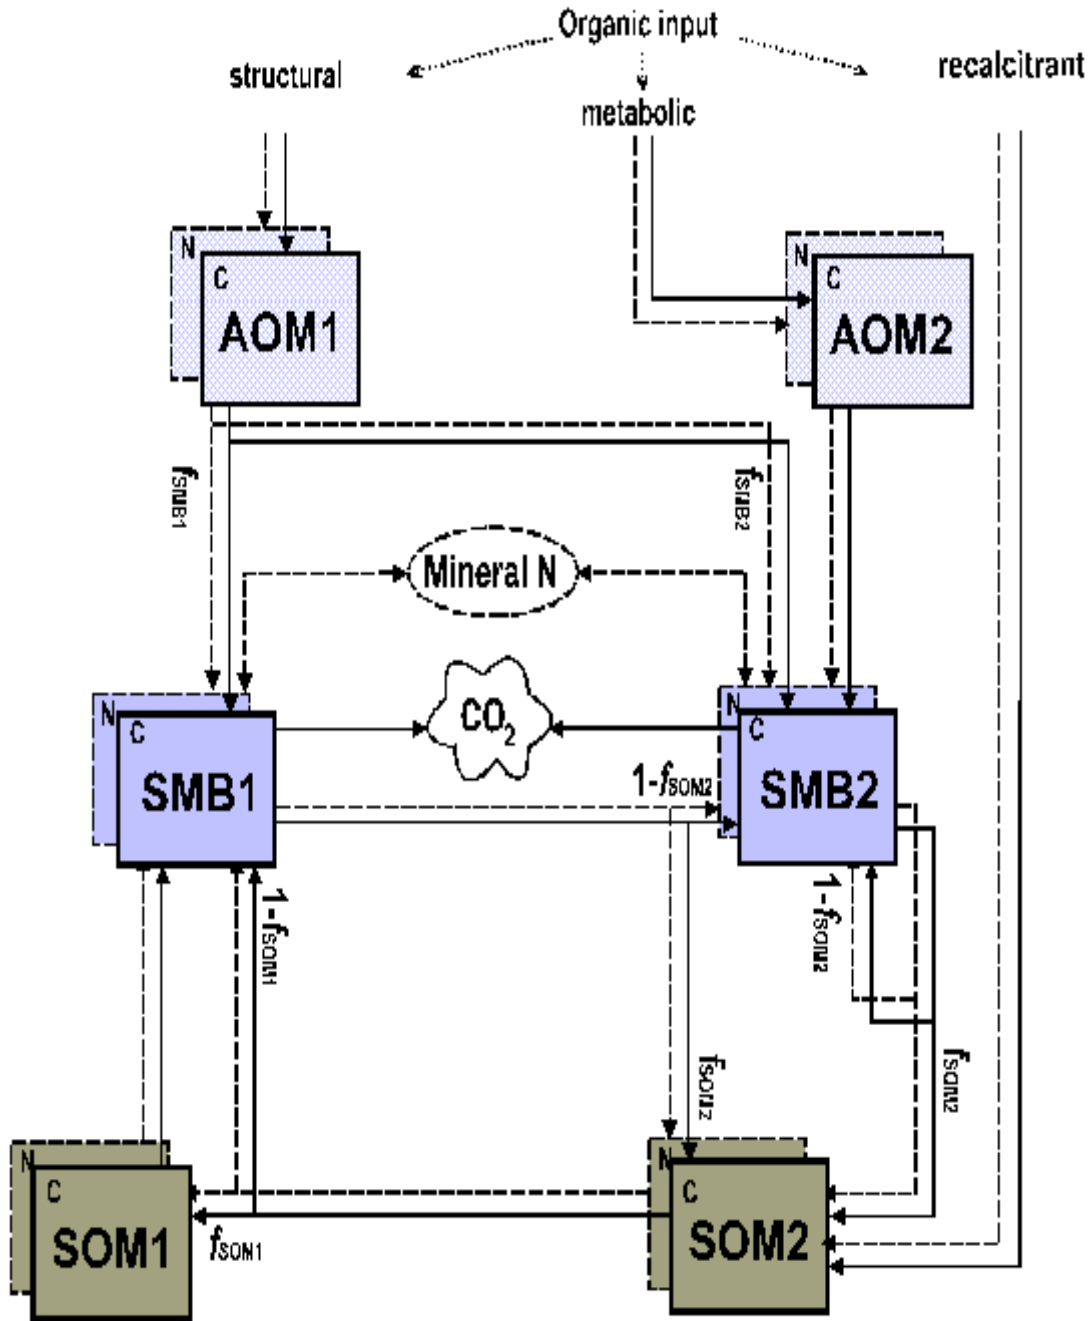 Organic input
structural
recalcitrant
metabolic
N
C
AOM1
N
C
AOM2
fSMB1
fSMB2
Mineral N
N
C
SMB1
CO2
N
C
SMB2
1-fSOM2
1-fSOM1
1-fSOM2
fSOM2
fSOM2
N
C
SOM1
fSOM1
N
C
SOM2